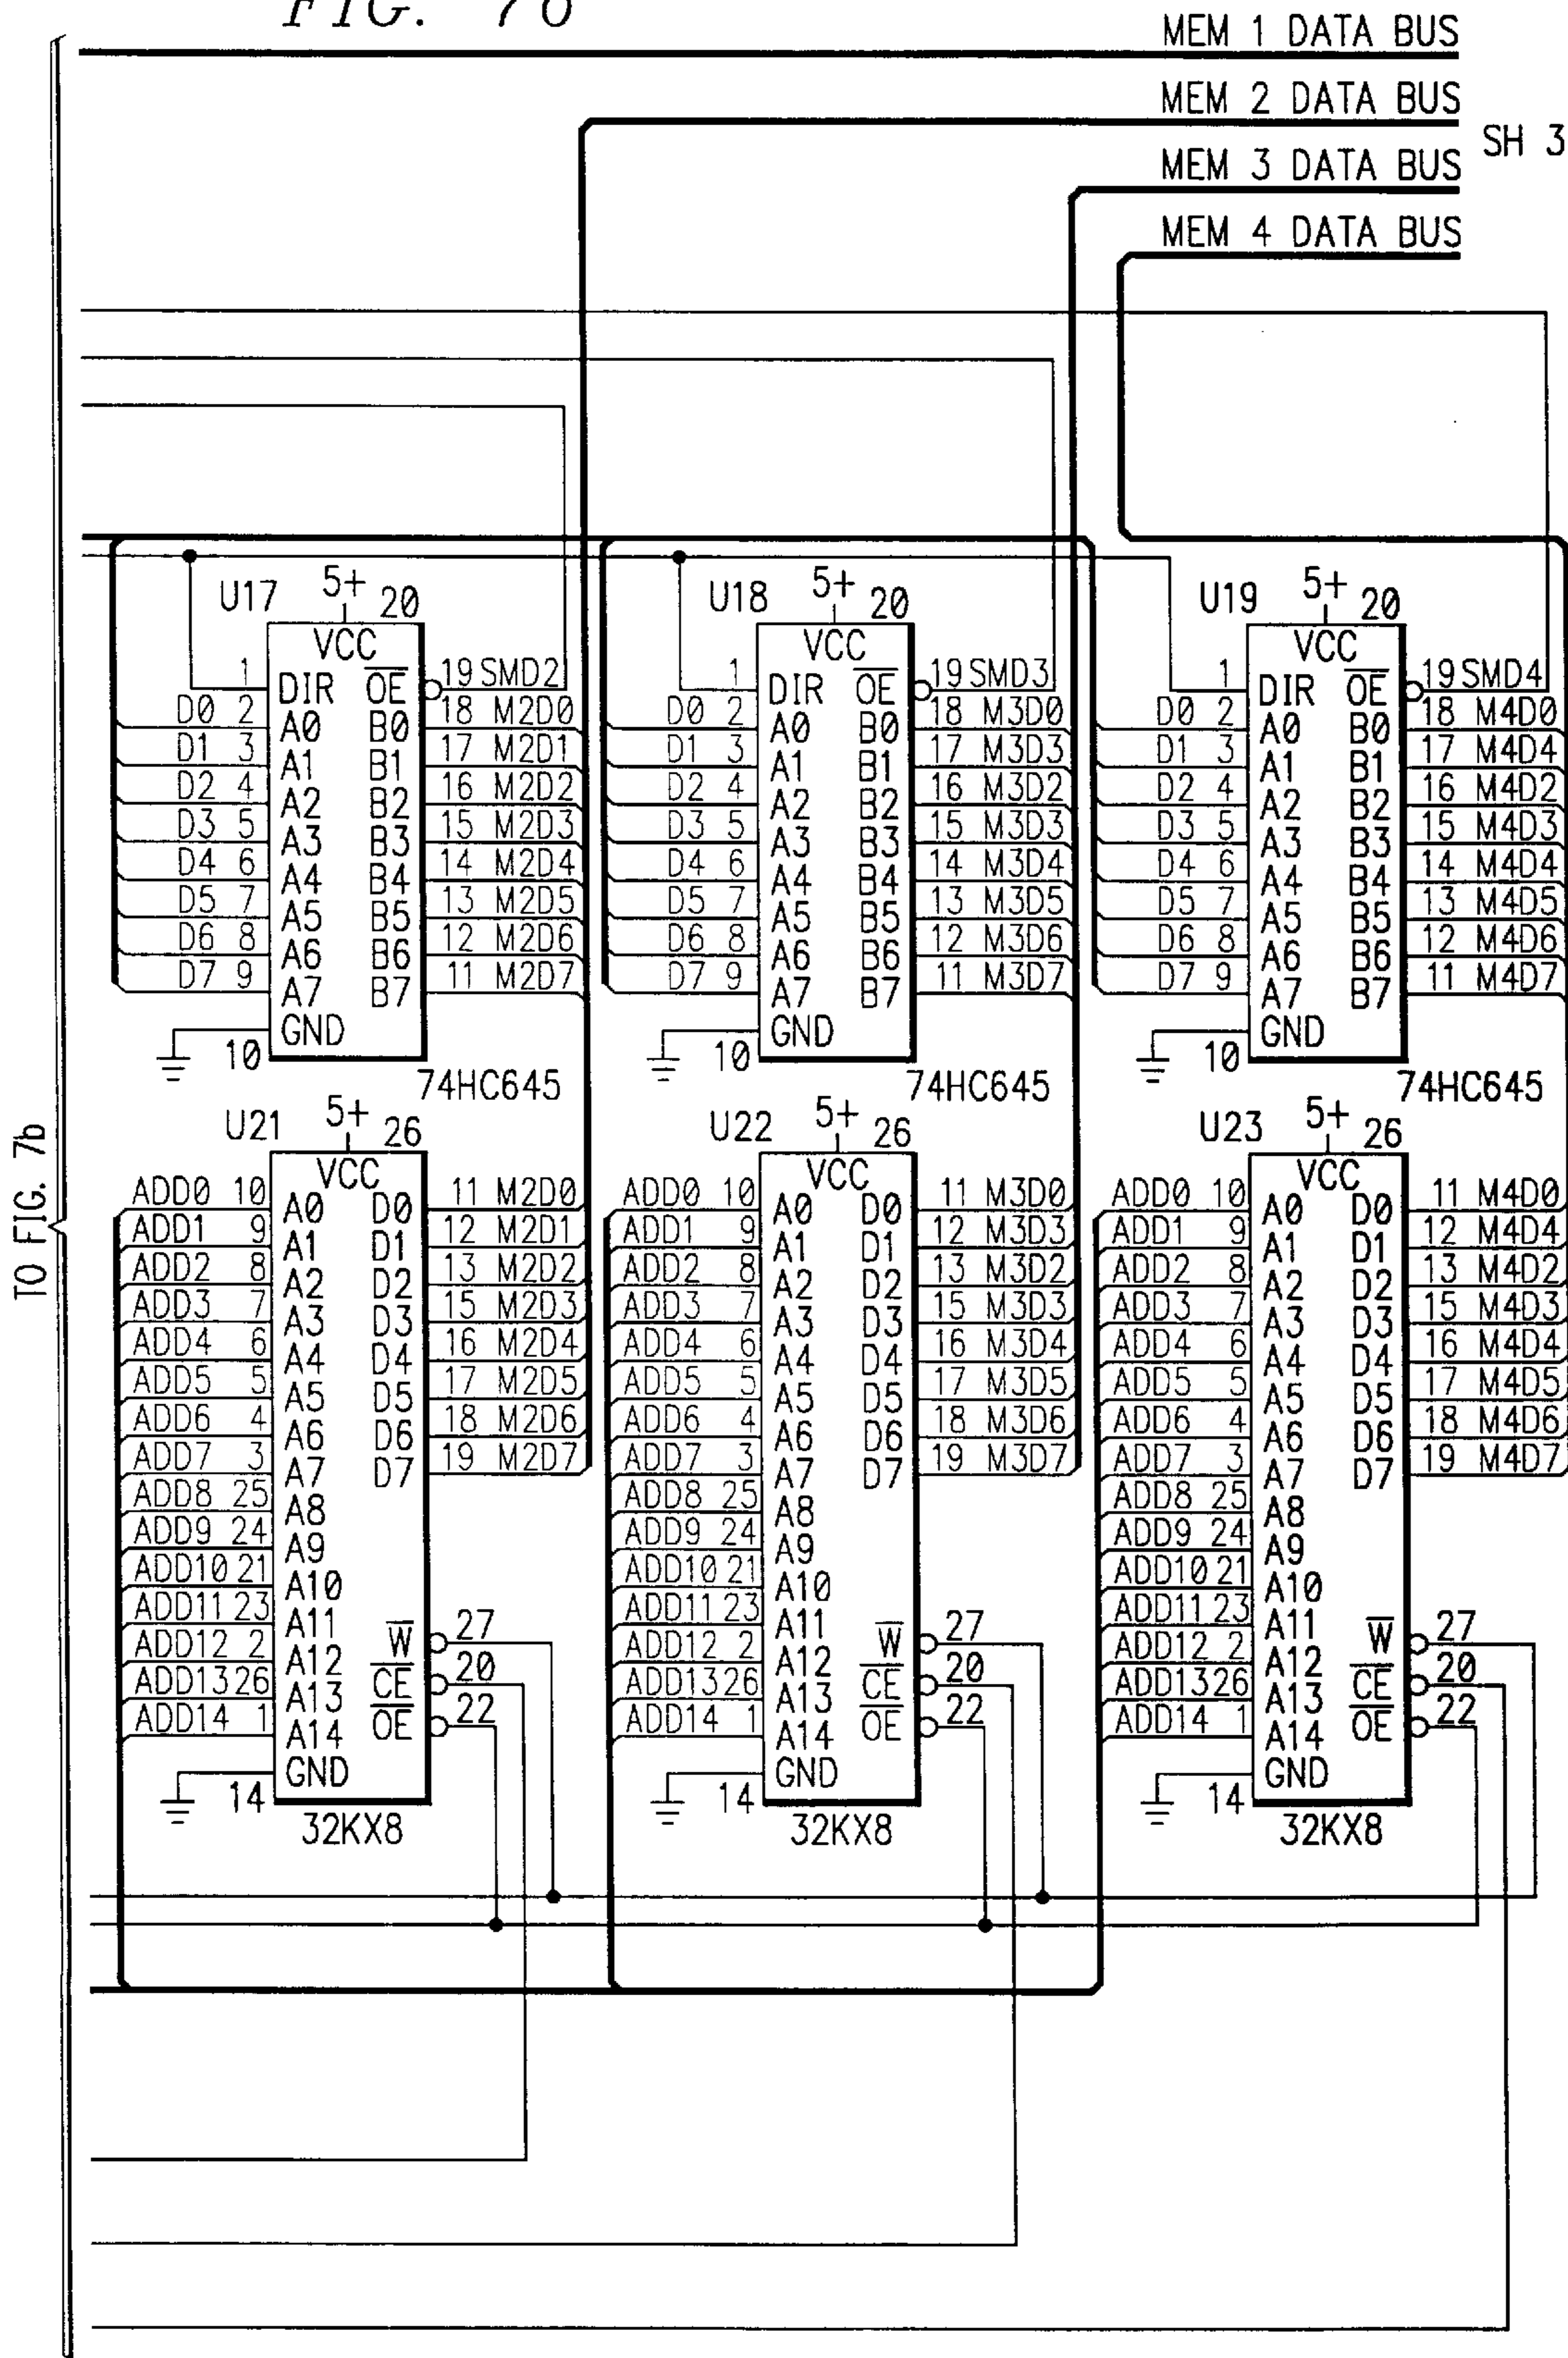 FIG. 7
MEM 1 DATA BUS
MEM 2 DATA BUS
SH 3
MEM 3 DATA BUS
MEM 4 DATA BUS
TO FIG. 7b
U17 5+ 20
VCC
1 DIR OE 19 SMD2
D0 2 A0 B0 18 M2D0
D1 3 A1 B1 17 M2D1
D2 4 A2 B2 16 M2D2
D3 5 A3 B3 15 M2D3
D4 6 A4 B4 14 M2D4
D5 7 A5 B5 13 M2D5
D6 8 A6 B6 12 M2D6
D7 9 A7 B7 11 M2D7
GND
10
74HC645
U18 5+ 20
VCC
1 DIR OE 19 SMD3
D0 2 A0 B0 18 M3D0
D1 3 A1 B1 17 M3D3
D2 4 A2 B2 16 M3D2
D3 5 A3 B3 15 M3D3
D4 6 A4 B4 14 M3D4
D5 7 A5 B5 13 M3D5
D6 8 A6 B6 12 M3D6
D7 9 A7 B7 11 M3D7
GND
10
74HC645
U19 5+ 20
VCC
1 DIR OE 19 SMD4
D0 2 A0 B0 18 M4D0
D1 3 A1 B1 17 M4D4
D2 4 A2 B2 16 M4D2
D3 5 A3 B3 15 M4D3
D4 6 A4 B4 14 M4D4
D5 7 A5 B5 13 M4D5
D6 8 A6 B6 12 M4D6
D7 9 A7 B7 11 M4D7
GND
10
74HC645
U21 5+ 26
VCC
ADD0 10 A0 D0 11 M2D0
ADD1 9 A1 D1 12 M2D1
ADD2 8 A2 D2 13 M2D2
ADD3 7 A3 D3 15 M2D3
ADD4 6 A4 D4 16 M2D4
ADD5 5 A5 D5 17 M2D5
ADD6 4 A6 D6 18 M2D6
ADD7 3 A7 D7 19 M2D7
ADD8 25 A8
ADD9 24 A9
ADD10 21 A10
ADD11 23 A11
ADD12 2 A12 W 27
ADD13 26 A13 CE 20
ADD14 1 A14 OE 22
GND
14
32KX8
U22 5+ 26
VCC
ADD0 10 A0 D0 11 M3D0
ADD1 9 A1 D1 12 M3D3
ADD2 8 A2 D2 13 M3D2
ADD3 7 A3 D3 15 M3D3
ADD4 6 A4 D4 16 M3D4
ADD5 5 A5 D5 17 M3D5
ADD6 4 A6 D6 18 M3D6
ADD7 3 A7 D7 19 M3D7
ADD8 25 A8
ADD9 24 A9
ADD10 21 A10
ADD11 23 A11
ADD12 2 A12 W 27
ADD13 26 A13 CE 20
ADD14 1 A14 OE 22
GND
14
32KX8
U23 5+ 26
VCC
ADD0 10 A0 D0 11 M4D0
ADD1 9 A1 D1 12 M4D4
ADD2 8 A2 D2 13 M4D2
ADD3 7 A3 D3 15 M4D3
ADD4 6 A4 D4 16 M4D4
ADD5 5 A5 D5 17 M4D5
ADD6 4 A6 D6 18 M4D6
ADD7 3 A7 D7 19 M4D7
ADD8 25 A8
ADD9 24 A9
ADD10 21 A10
ADD11 23 A11
ADD12 2 A12 W 27
ADD13 26 A13 CE 20
ADD14 1 A14 OE 22
GND
14
32KX8